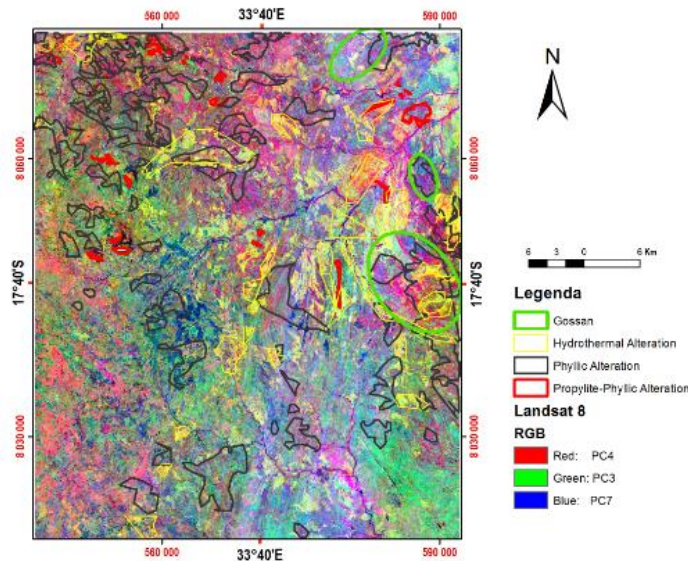 560 000
33°40'E
590 000
N
8 060 000
8 060 000
17°40'S
17°40'S
6 3 0 6 Km
Legenda
Gossan
Hydrothermal Alteration
Phyllic Alteration
Propylite-Phyllic Alteration
Landsat 8
RGB
Red: PC4
Green: PC3
Blue: PC7
8 030 000
8 030 000
560 000
33°40'E
590 000